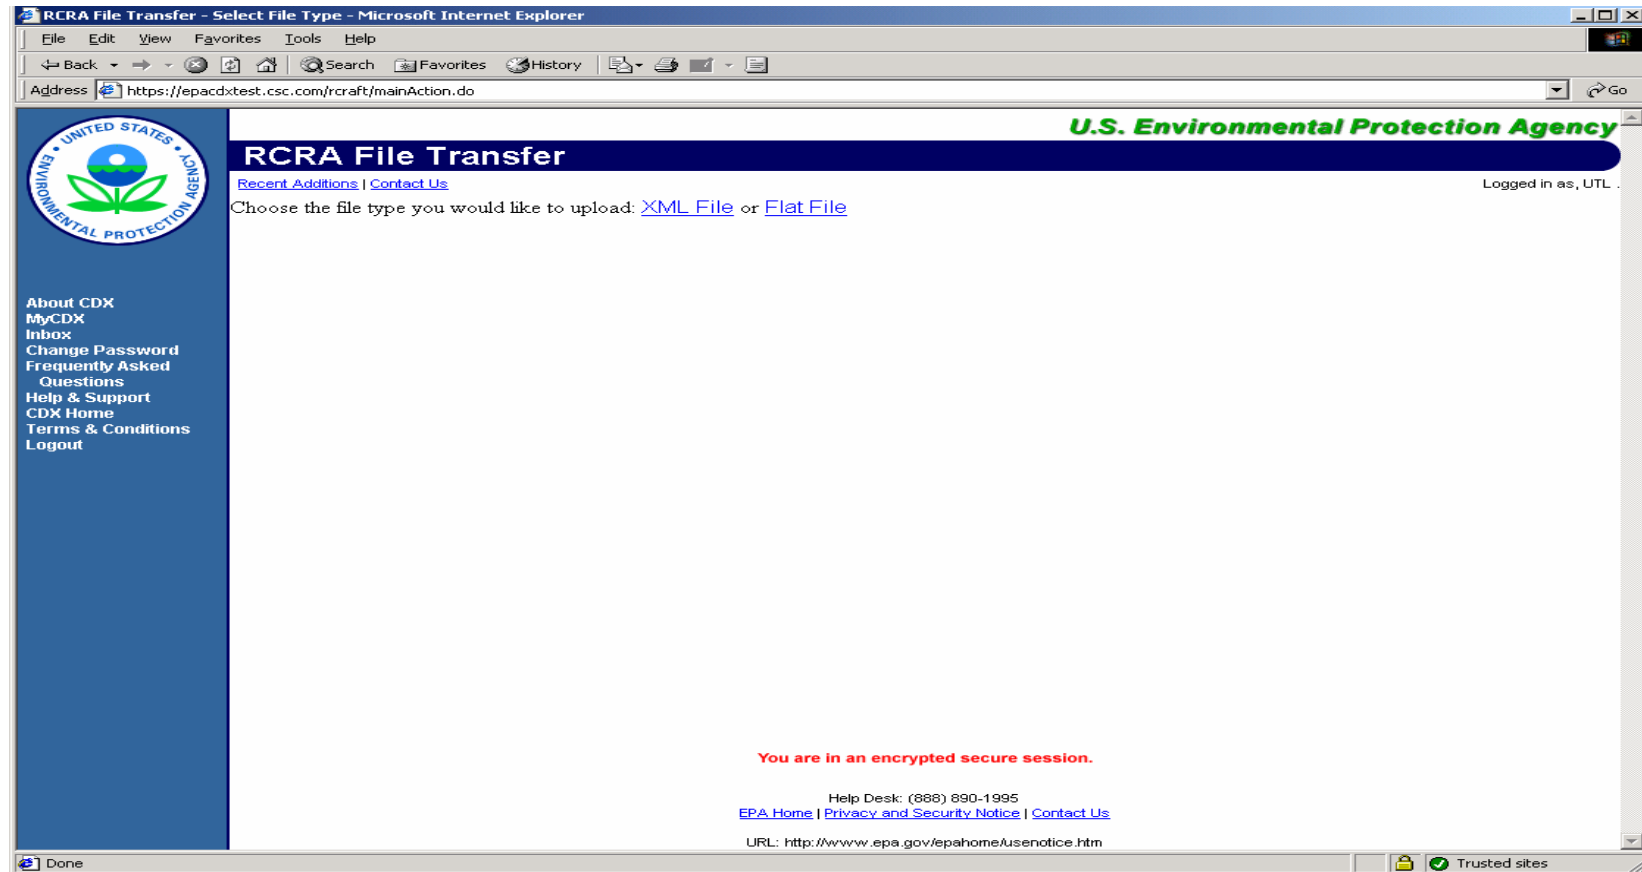 RCRA File Transfer - Select File Type - Microsoft Internet Explorer
File Edit View Favorites Tools Help
Back Search Favorites History
Address https://epacdxtest.csc.com/rcraft/mainAction.do Go
UNITED STATES ENVIRONMENTAL PROTECTION AGENCY
U.S. Environmental Protection Agency
RCRA File Transfer
Recent Additions | Contact Us
Logged in as, UTL .
Choose the file type you would like to upload: XML File or Flat File
About CDX
MyCDX
Inbox
Change Password
Frequently Asked
Questions
Help & Support
CDX Home
Terms & Conditions
Logout
You are in an encrypted secure session.
Help Desk: (888) 890-1995
EPA Home | Privacy and Security Notice | Contact Us
URL: http://www.epa.gov/epahome/usenotice.htm
Done
Trusted sites